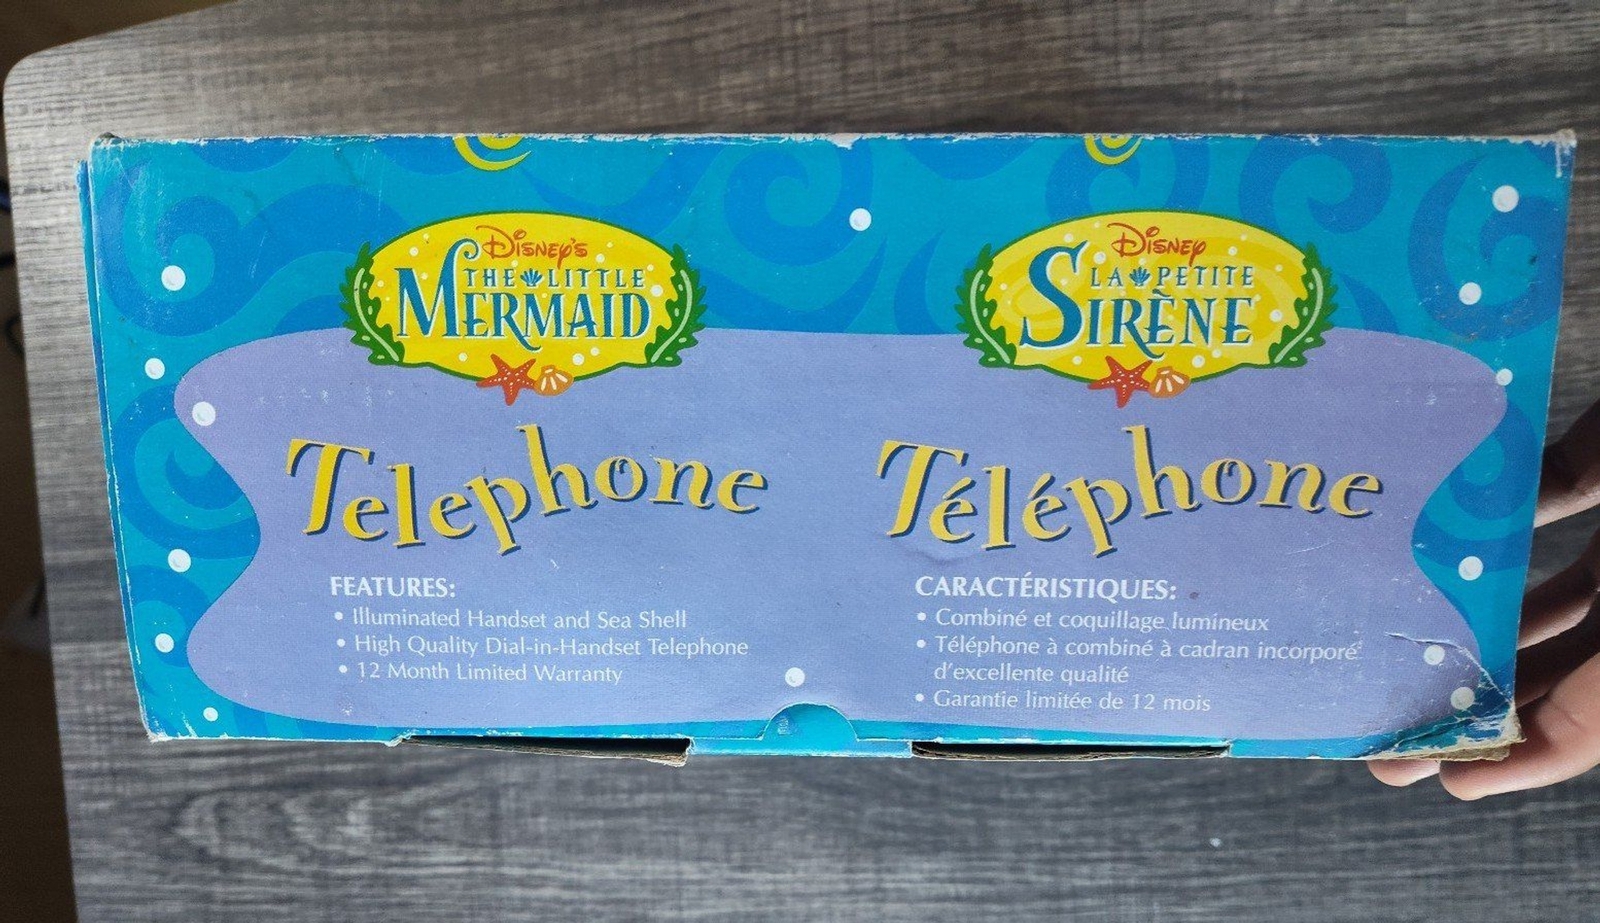 Disney's
THE LITTLE
MERMAID
Telephone
FEATURES:
• Illuminated Handset and Sea Shell
• High Quality Dial-in-Handset Telephone
• 12 Month Limited Warranty
Disney
LA PETITE
SIRÈNE
Téléphone
CARACTÉRISTIQUES:
• Combiné et coquillage lumineux
• Téléphone à combiné à cadran incorporé
d'excellente qualité
• Garantie limitée de 12 mois